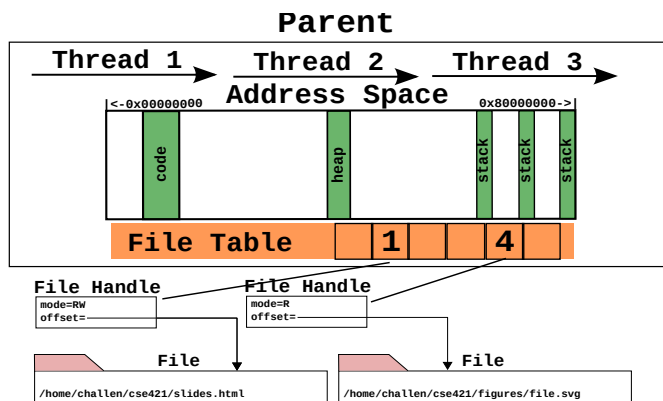 Parent
Thread 1 Thread 2 Thread 3
Address Space
<-0x00000000 0x80000000->
code heap stack stack stack
File Table 1 4
File Handle File Handle
mode=RW mode=R
offset= offset=
File File
/home/challen/cse421/slides.html /home/challen/cse421/figures/file.svg